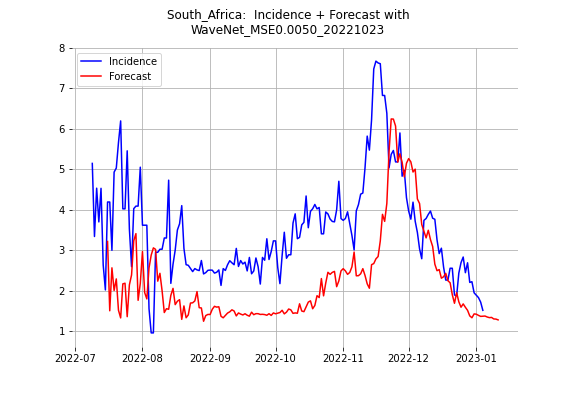 South_Africa:  Incidence + Forecast with
WaveNet_MSE0.0050_20221023
Incidence
Forecast
8
7
6
5
4
3
2
1
2022-07 2022-08 2022-09 2022-10 2022-11 2022-12 2023-01